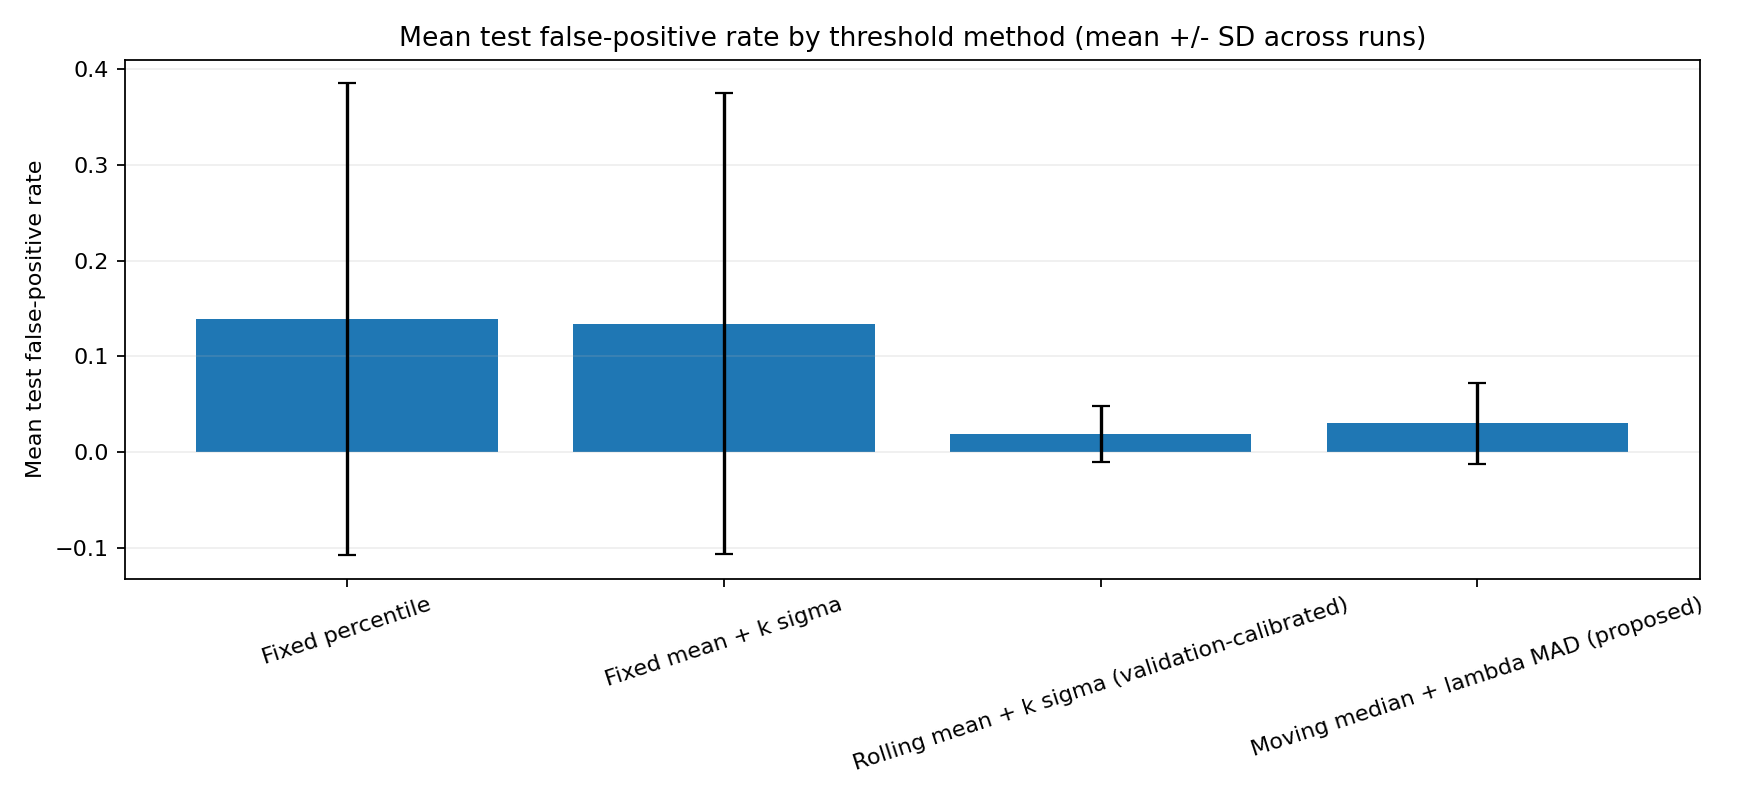 Mean test false-positive rate by threshold method (mean +/- SD across runs)
Mean test false-positive rate
0.4
0.3
0.2
0.1
0.0
−0.1
Fixed percentile
Fixed mean + k sigma
Rolling mean + k sigma (validation-calibrated)
Moving median + lambda MAD (proposed)